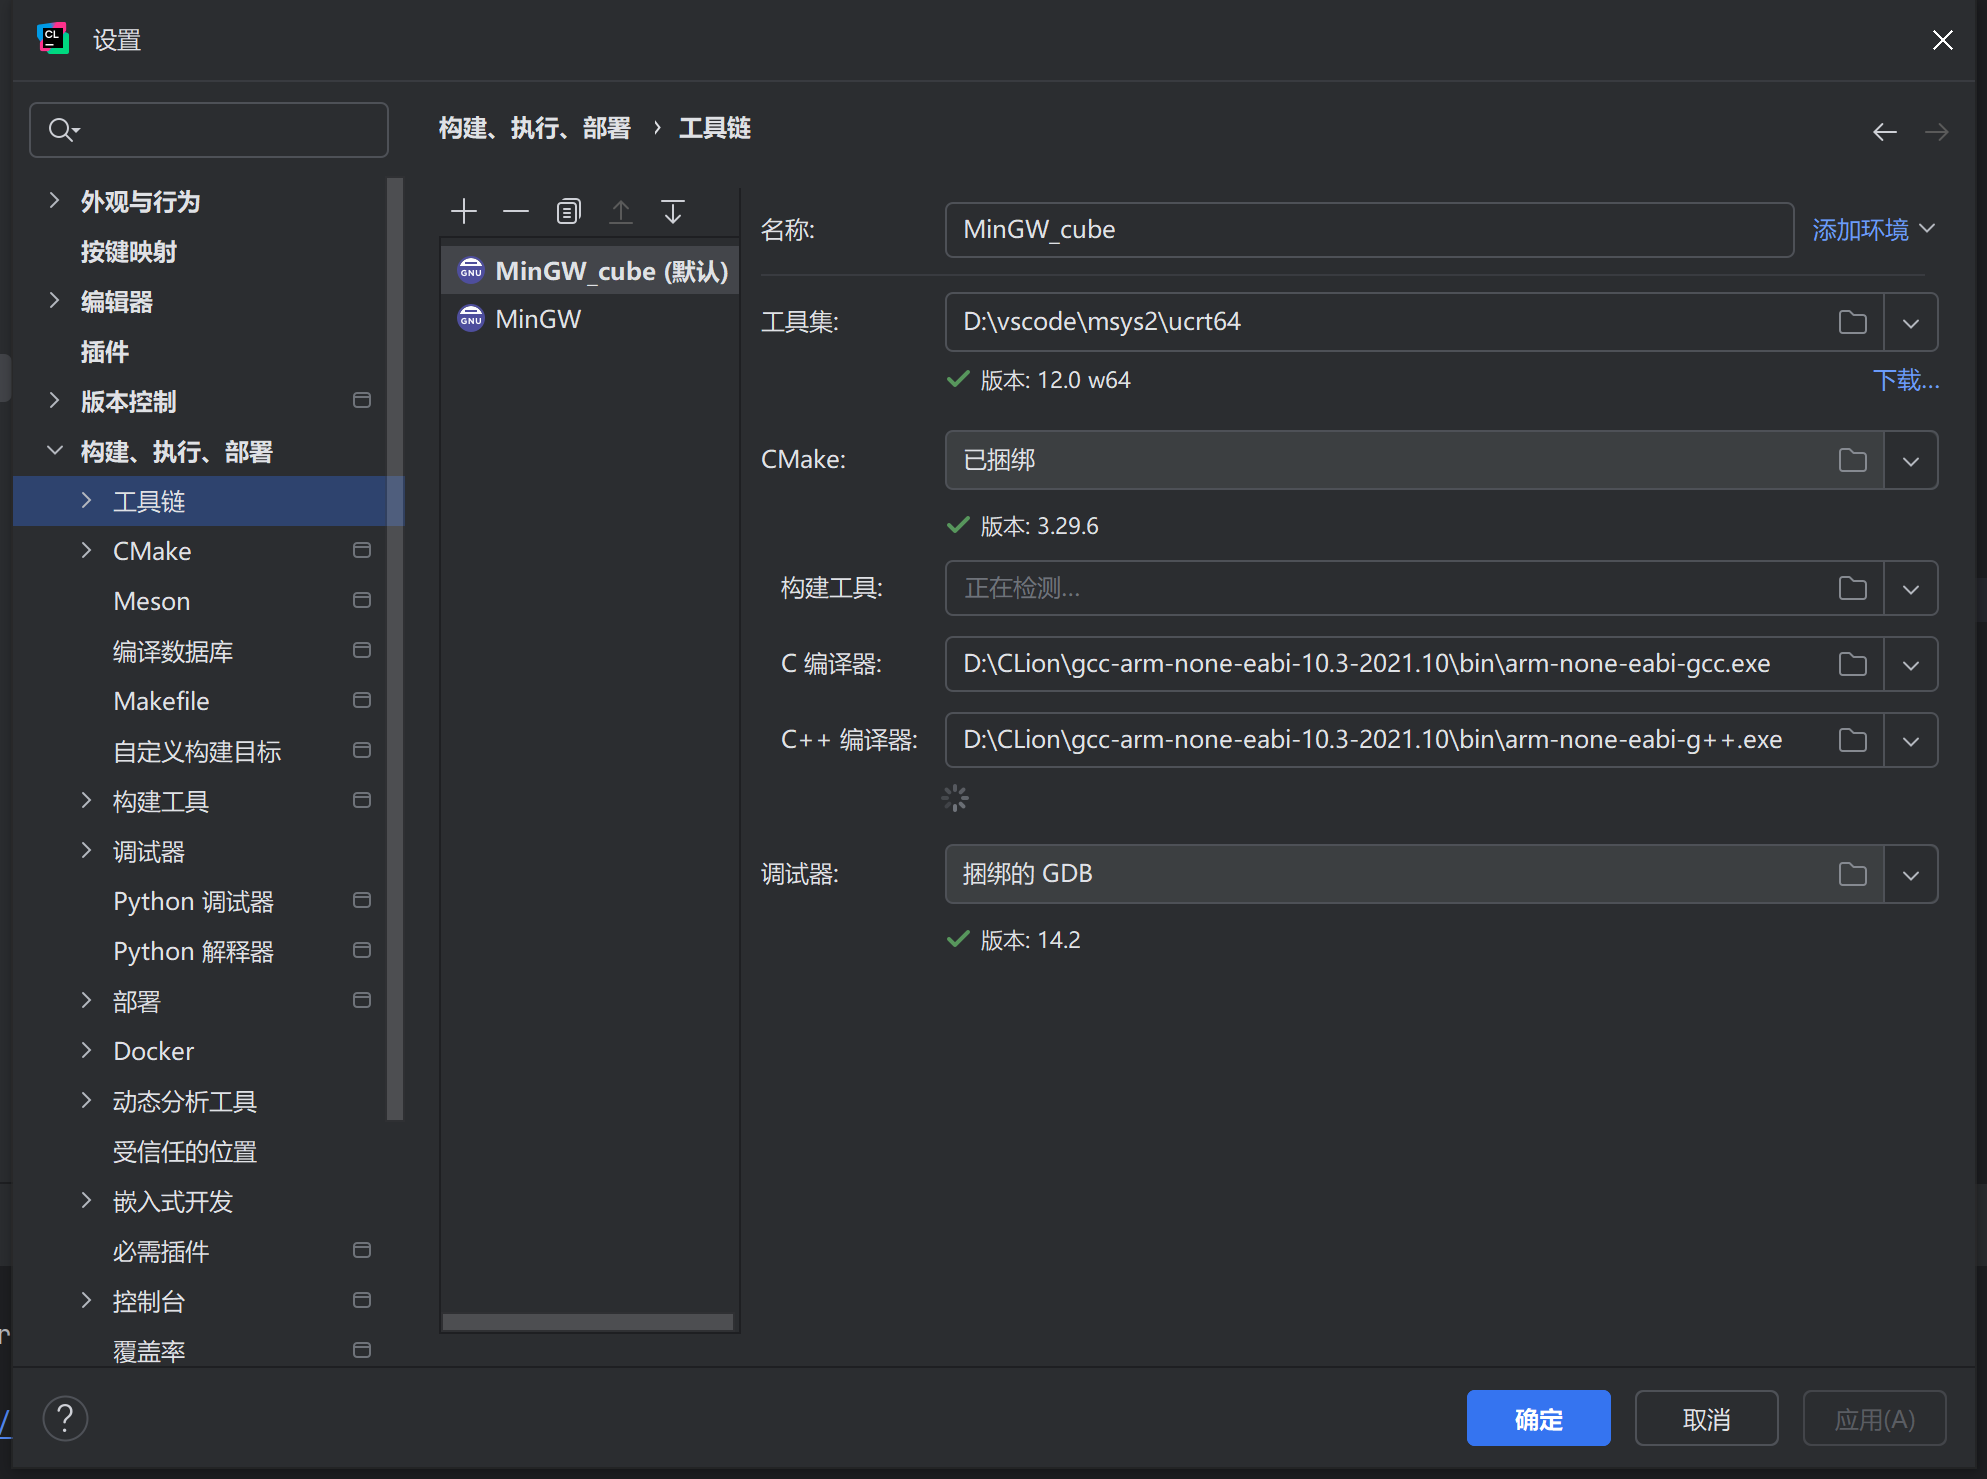 CL
设置
外观与行为
按键映射
编辑器
插件
版本控制
构建、执行、部署
工具链
CMake
Meson
编译数据库
Makefile
自定义构建目标
构建工具
调试器
Python 调试器
Python 解释器
部署
Docker
动态分析工具
受信任的位置
嵌入式开发
必需插件
控制台
覆盖率
构建、执行、部署 › 工具链
GNU MinGW_cube (默认)
GNU MinGW
名称: MinGW_cube 添加环境
工具集: D:\vscode\msys2\ucrt64
版本: 12.0 w64 下载...
CMake: 已捆绑
版本: 3.29.6
构建工具: 正在检测...
C 编译器: D:\CLion\gcc-arm-none-eabi-10.3-2021.10\bin\arm-none-eabi-gcc.exe
C++ 编译器: D:\CLion\gcc-arm-none-eabi-10.3-2021.10\bin\arm-none-eabi-g++.exe
调试器: 捆绑的 GDB
版本: 14.2
r
/
?
确定 取消 应用(A)